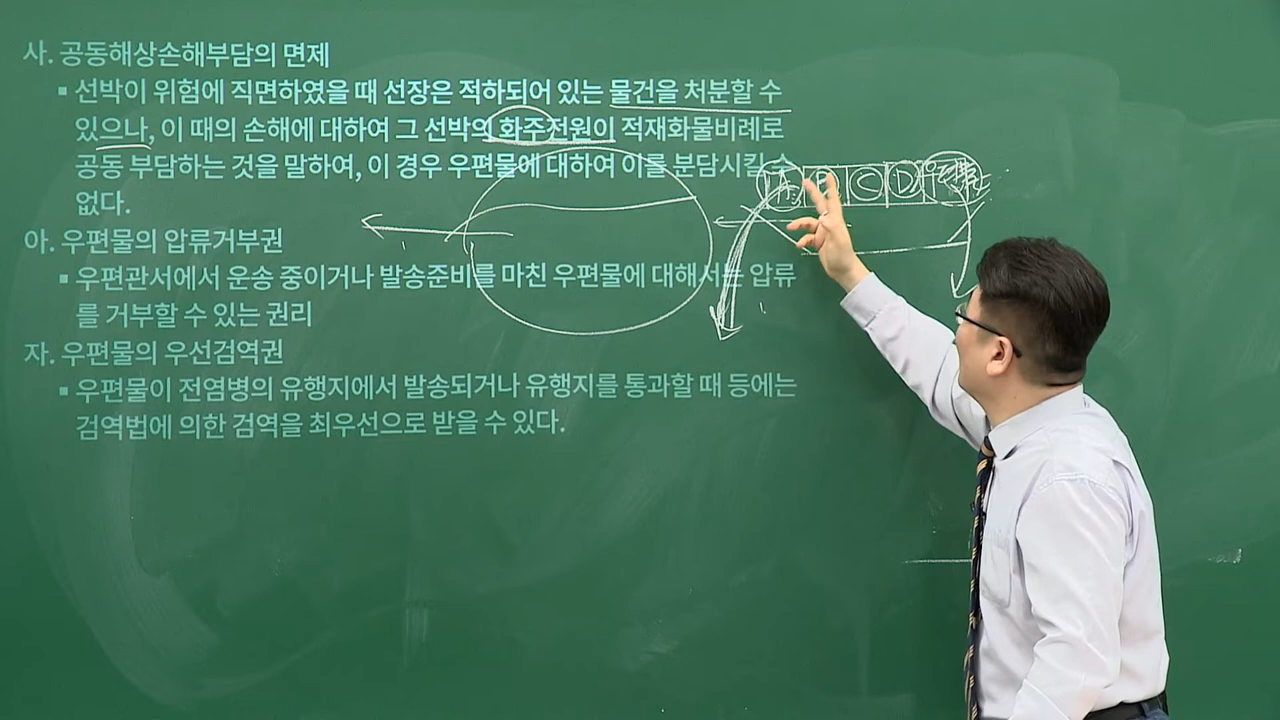 사. 공동해상손해부담의 면제
▪ 선박이 위험에 직면하였을 때 선장은 적하되어 있는 물건을 처분할 수
있으나, 이 때의 손해에 대하여 그 선박의 화주전원이 적재화물비례로
공동 부담하는 것을 말하여, 이 경우 우편물에 대하여 이를 분담시킬 수
없다.
A B C D 우편물
아. 우편물의 압류거부권
▪ 우편관서에서 운송 중이거나 발송준비를 마친 우편물에 대해서는 압류
를 거부할 수 있는 권리
자. 우편물의 우선검역권
▪ 우편물이 전염병의 유행지에서 발송되거나 유행지를 통과할 때 등에는
검역법에 의한 검역을 최우선으로 받을 수 있다.